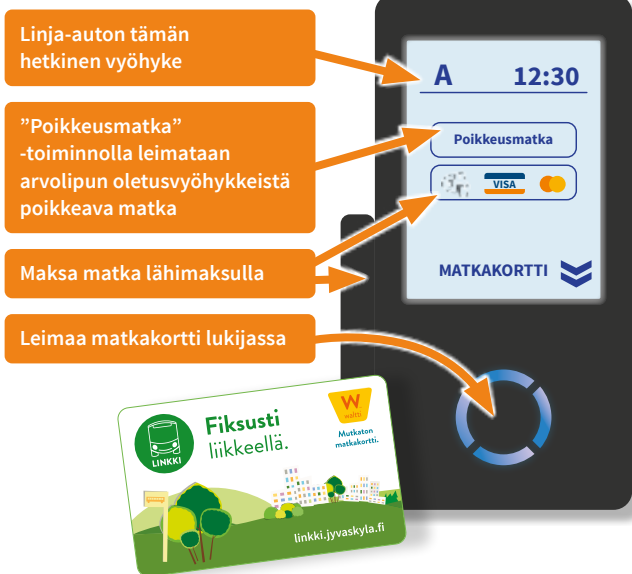 Linja-auton tämän
hetkinen vyöhyke
”Poikkeusmatka”
-toiminnolla leimataan
arvolipun oletusvyöhykkeistä
poikkeava matka
Maksa matka lähimaksulla
Leimaa matkakortti lukijassa
A 12:30
Poikkeusmatka
VISA
MATKAKORTTI
LINKKI
Fiksusti
liikkeellä.
W
waltti
Mutkaton
matkakortti.
linkki.jyvaskyla.fi